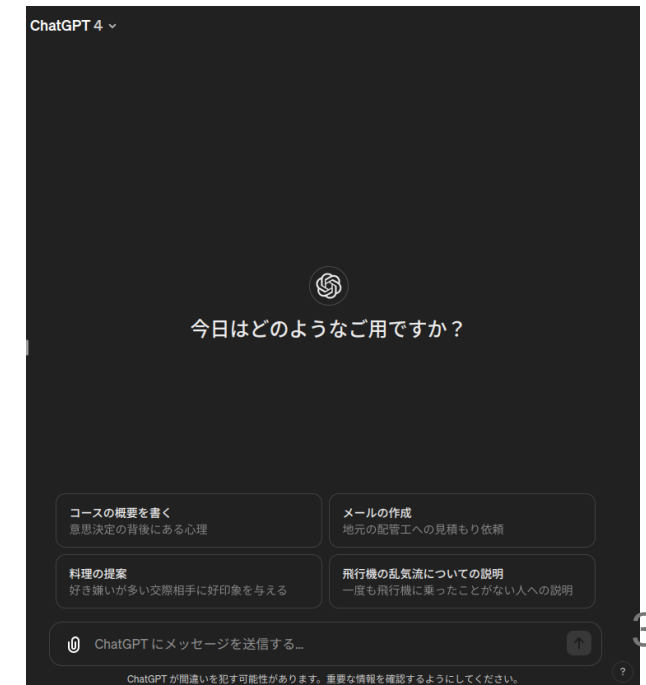 ChatGPT 4
今日はどのようなご用ですか？
コースの概要を書く
意思決定の背後にある心理
メールの作成
地元の配管工への見積もり依頼
料理の提案
好き嫌いが多い交際相手に好印象を与える
飛行機の乱気流についての説明
一度も飛行機に乗ったことがない人への説明
ChatGPT にメッセージを送信する...
3
ChatGPT が間違いを犯す可能性があります。重要な情報を確認するようにしてください。
?